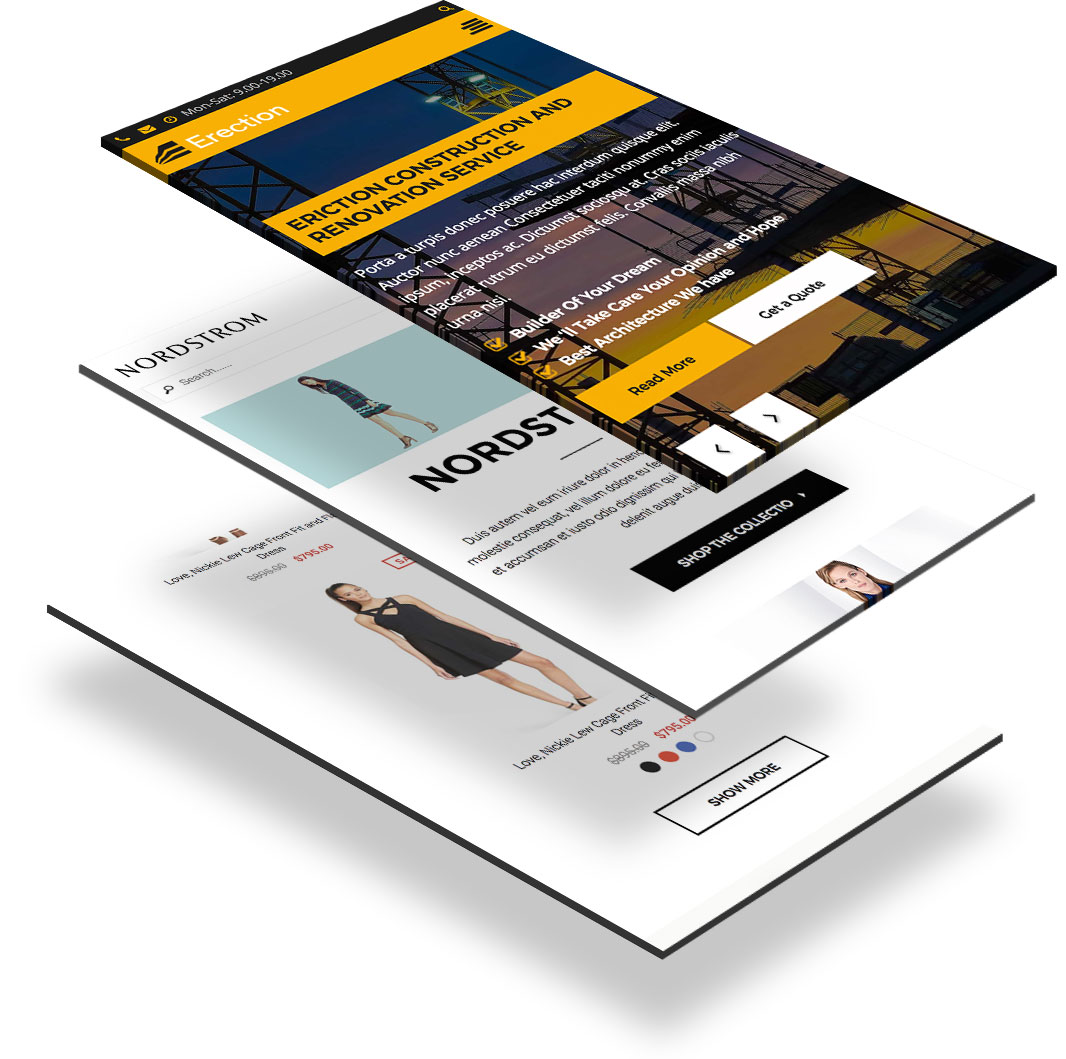 Mon-Sat: 9.00-19.00
Erection
ERICTION CONSTRUCTION AND
RENOVATION SERVICE
Porta a turpis donec posuere hac interdum quisque elit.
Auctor nunc aenean Consectetuer taciti nonummy enim
ipsum, inceptos ac. Dictumst sociosqu at Cras sociis iaculis
placerat rutrum eu dictumst felis. Convallis massa nibh
urna nisi.
Builder Of Your Dream
We'll Take Care Your Opinion and Hope
Best Architecture We have
Read More
Get a Quote
NORDSTROM
Search......
NORDST
Duis autem vel eum iriure dolor in hend
molestie consequat, vel illum dolore eu feu
et accumsan et iusto odio dignissim qui
delenit augue duis
SHOP THE COLLECTIO
Love, Nickie Lew Cage Front Fit and Fl
Dress
$895.00 $795.00
SA
Love, Nickie Lew Cage Front Fit
Dress
$895.00 $795.00
SHOW MORE